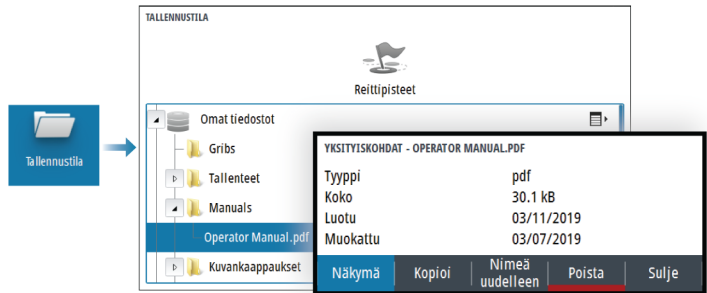 TALLENNUSTILA
Reittipisteet
Tallennustila
Omat tiedostot
Gribs
Tallenteet
Manuals
Operator Manual.pdf
Kuvankaappaukset
YKSITYISKOHDAT - OPERATOR MANUAL.PDF
Tyyppi pdf
Koko 30.1 kB
Luotu 03/11/2019
Muokattu 03/07/2019
Näkymä Kopioi Nimeä uudelleen Poista Sulje